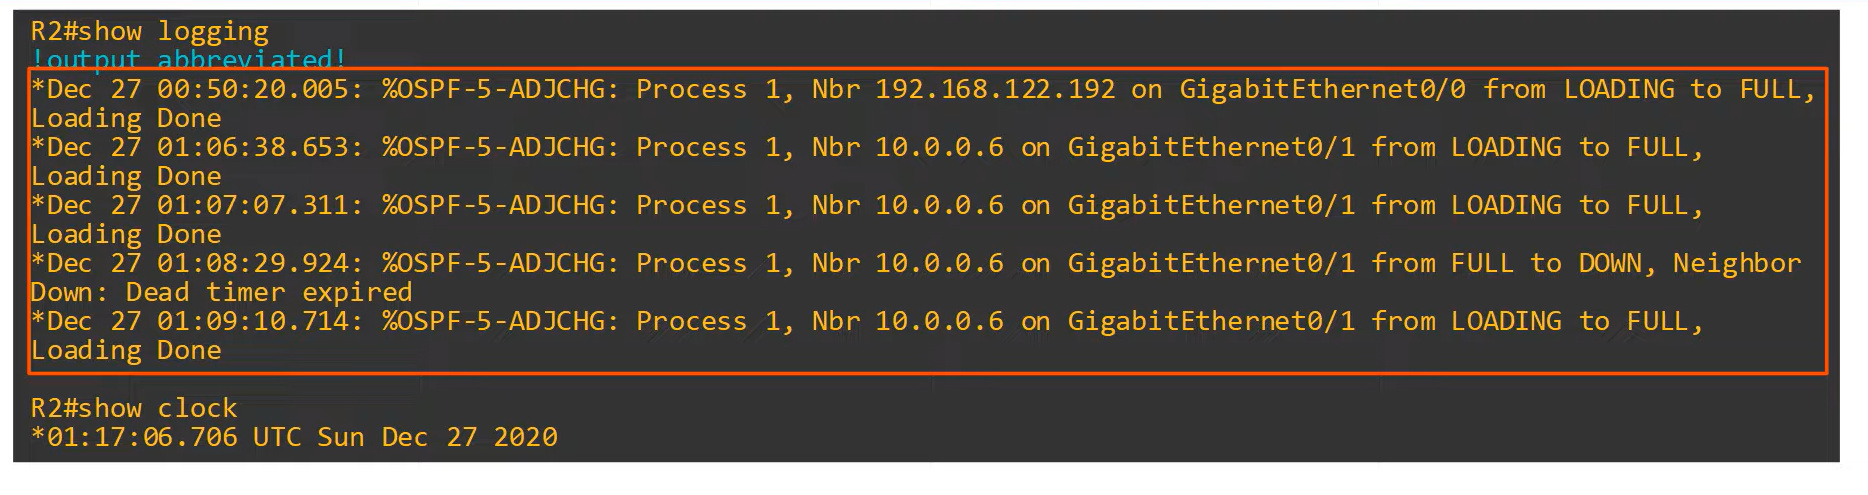 R2#show logging
!output abbreviated!
*Dec 27 00:50:20.005: %OSPF-5-ADJCHG: Process 1, Nbr 192.168.122.192 on GigabitEthernet0/0 from LOADING to FULL,
Loading Done
*Dec 27 01:06:38.653: %OSPF-5-ADJCHG: Process 1, Nbr 10.0.0.6 on GigabitEthernet0/1 from LOADING to FULL,
Loading Done
*Dec 27 01:07:07.311: %OSPF-5-ADJCHG: Process 1, Nbr 10.0.0.6 on GigabitEthernet0/1 from LOADING to FULL,
Loading Done
*Dec 27 01:08:29.924: %OSPF-5-ADJCHG: Process 1, Nbr 10.0.0.6 on GigabitEthernet0/1 from FULL to DOWN, Neighbor
Down: Dead timer expired
*Dec 27 01:09:10.714: %OSPF-5-ADJCHG: Process 1, Nbr 10.0.0.6 on GigabitEthernet0/1 from LOADING to FULL,
Loading Done
R2#show clock
*01:17:06.706 UTC Sun Dec 27 2020